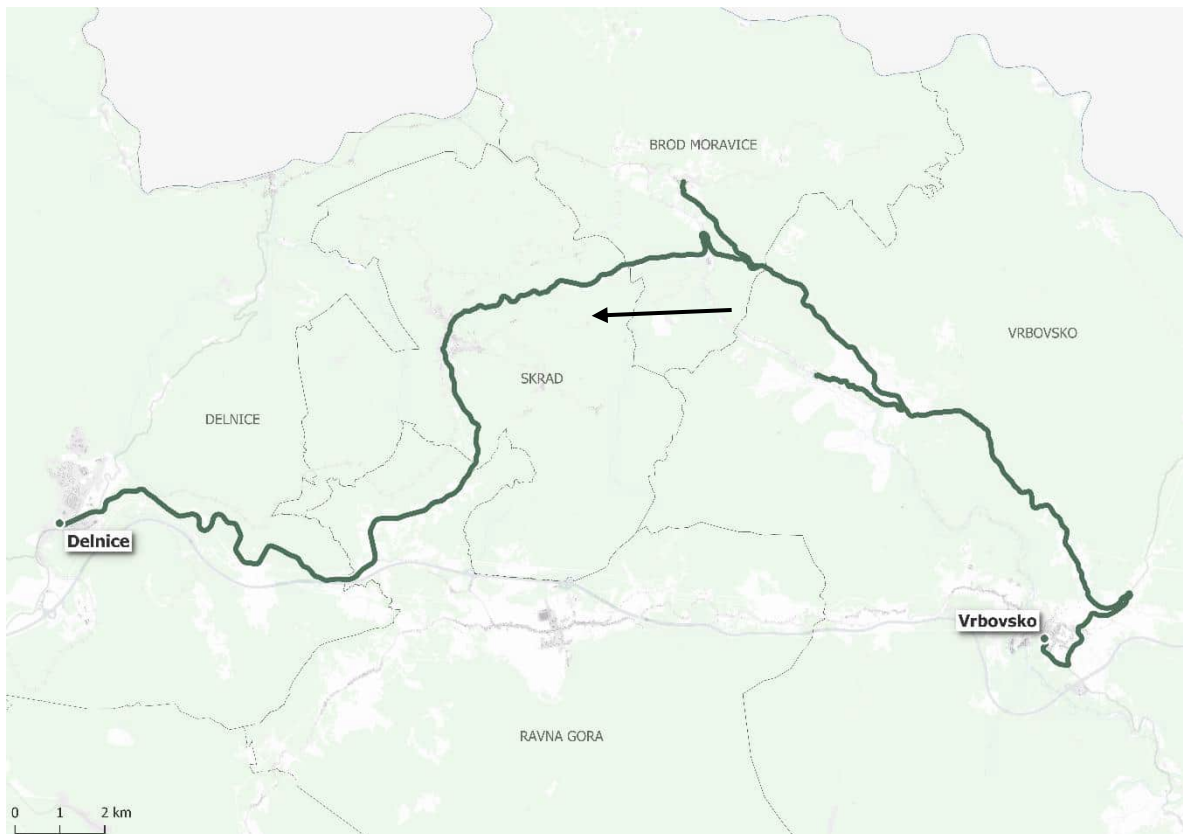 BROD MORAVICE
VRBOVSKO
SKRAD
DELNICE
Delnice
Vrbovsko
RAVNA GORA
0 1 2 km